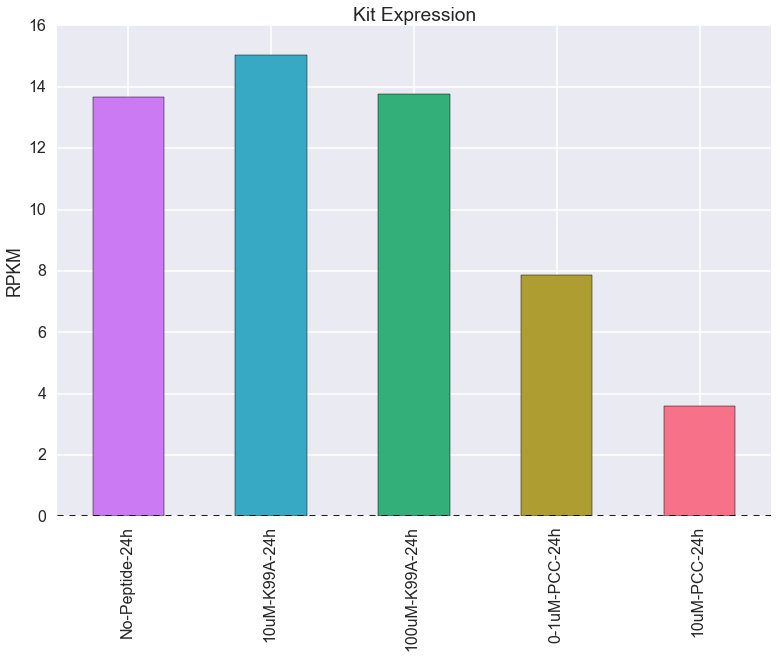 Kit Expression
16
14
12
10
8
6
4
2
0
RPKM
No-Peptide-24h
10uM-K99A-24h
100uM-K99A-24h
0-1uM-PCC-24h
10uM-PCC-24h